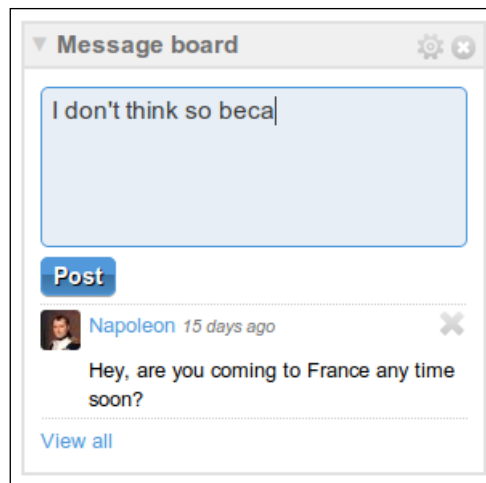 Message board
I don't think so beca
Post
Napoleon 15 days ago
Hey, are you coming to France any time
soon?
View all